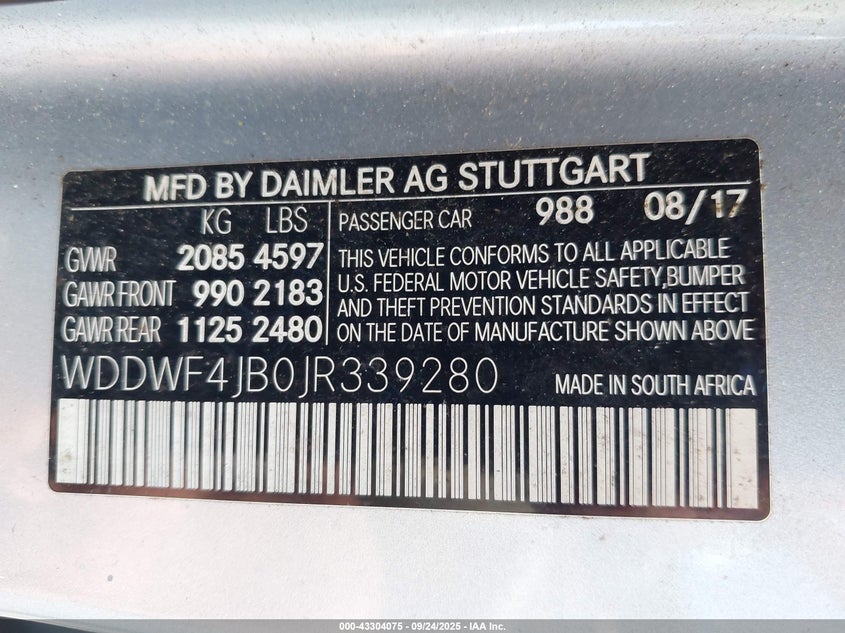 MFD BY DAIMLER AG STUTTGART
KG LBS
GVWR 2085 4597
GAWR FRONT 990 2183
GAWR REAR 1125 2480
PASSENGER CAR 988 08/17
THIS VEHICLE CONFORMS TO ALL APPLICABLE
U.S. FEDERAL MOTOR VEHICLE SAFETY, BUMPER
AND THEFT PREVENTION STANDARDS IN EFFECT
ON THE DATE OF MANUFACTURE SHOWN ABOVE
WDDWF4JB0JR339280 MADE IN SOUTH AFRICA
000-43304075 - 09/24/2025 - IAA Inc.